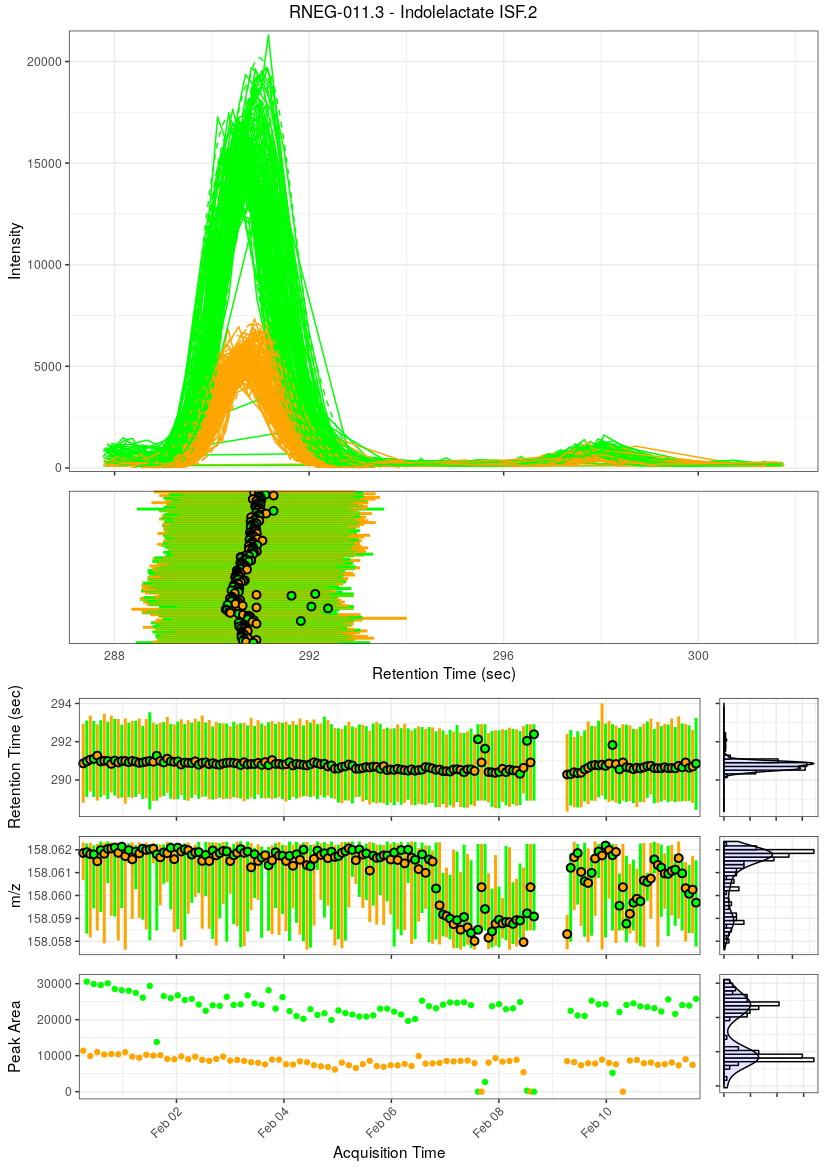 RNEG-011.3 - Indolelactate ISF.2
Intensity
20000
15000
10000
5000
0
288
292
296
300
Retention Time (sec)
Retention Time (sec)
294
292
290
m/z
158.062
158.061
158.060
158.059
158.058
Peak Area
30000
20000
10000
0
Feb 02
Feb 04
Feb 06
Feb 08
Feb 10
Acquisition Time